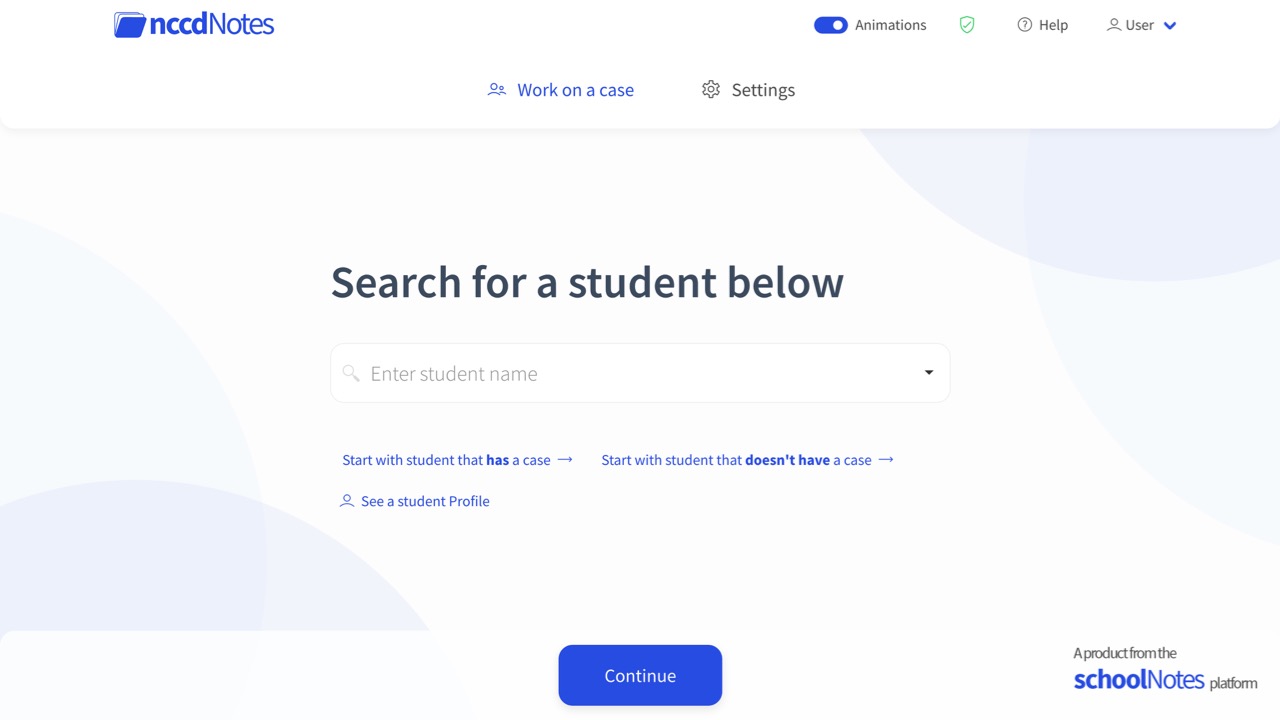 nccdNotes
Animations
Help
User
Work on a case
Settings
Search for a student below
Enter student name
Start with student that has a case →
Start with student that doesn't have a case →
See a student Profile
Continue
A product from the
schoolNotes platform